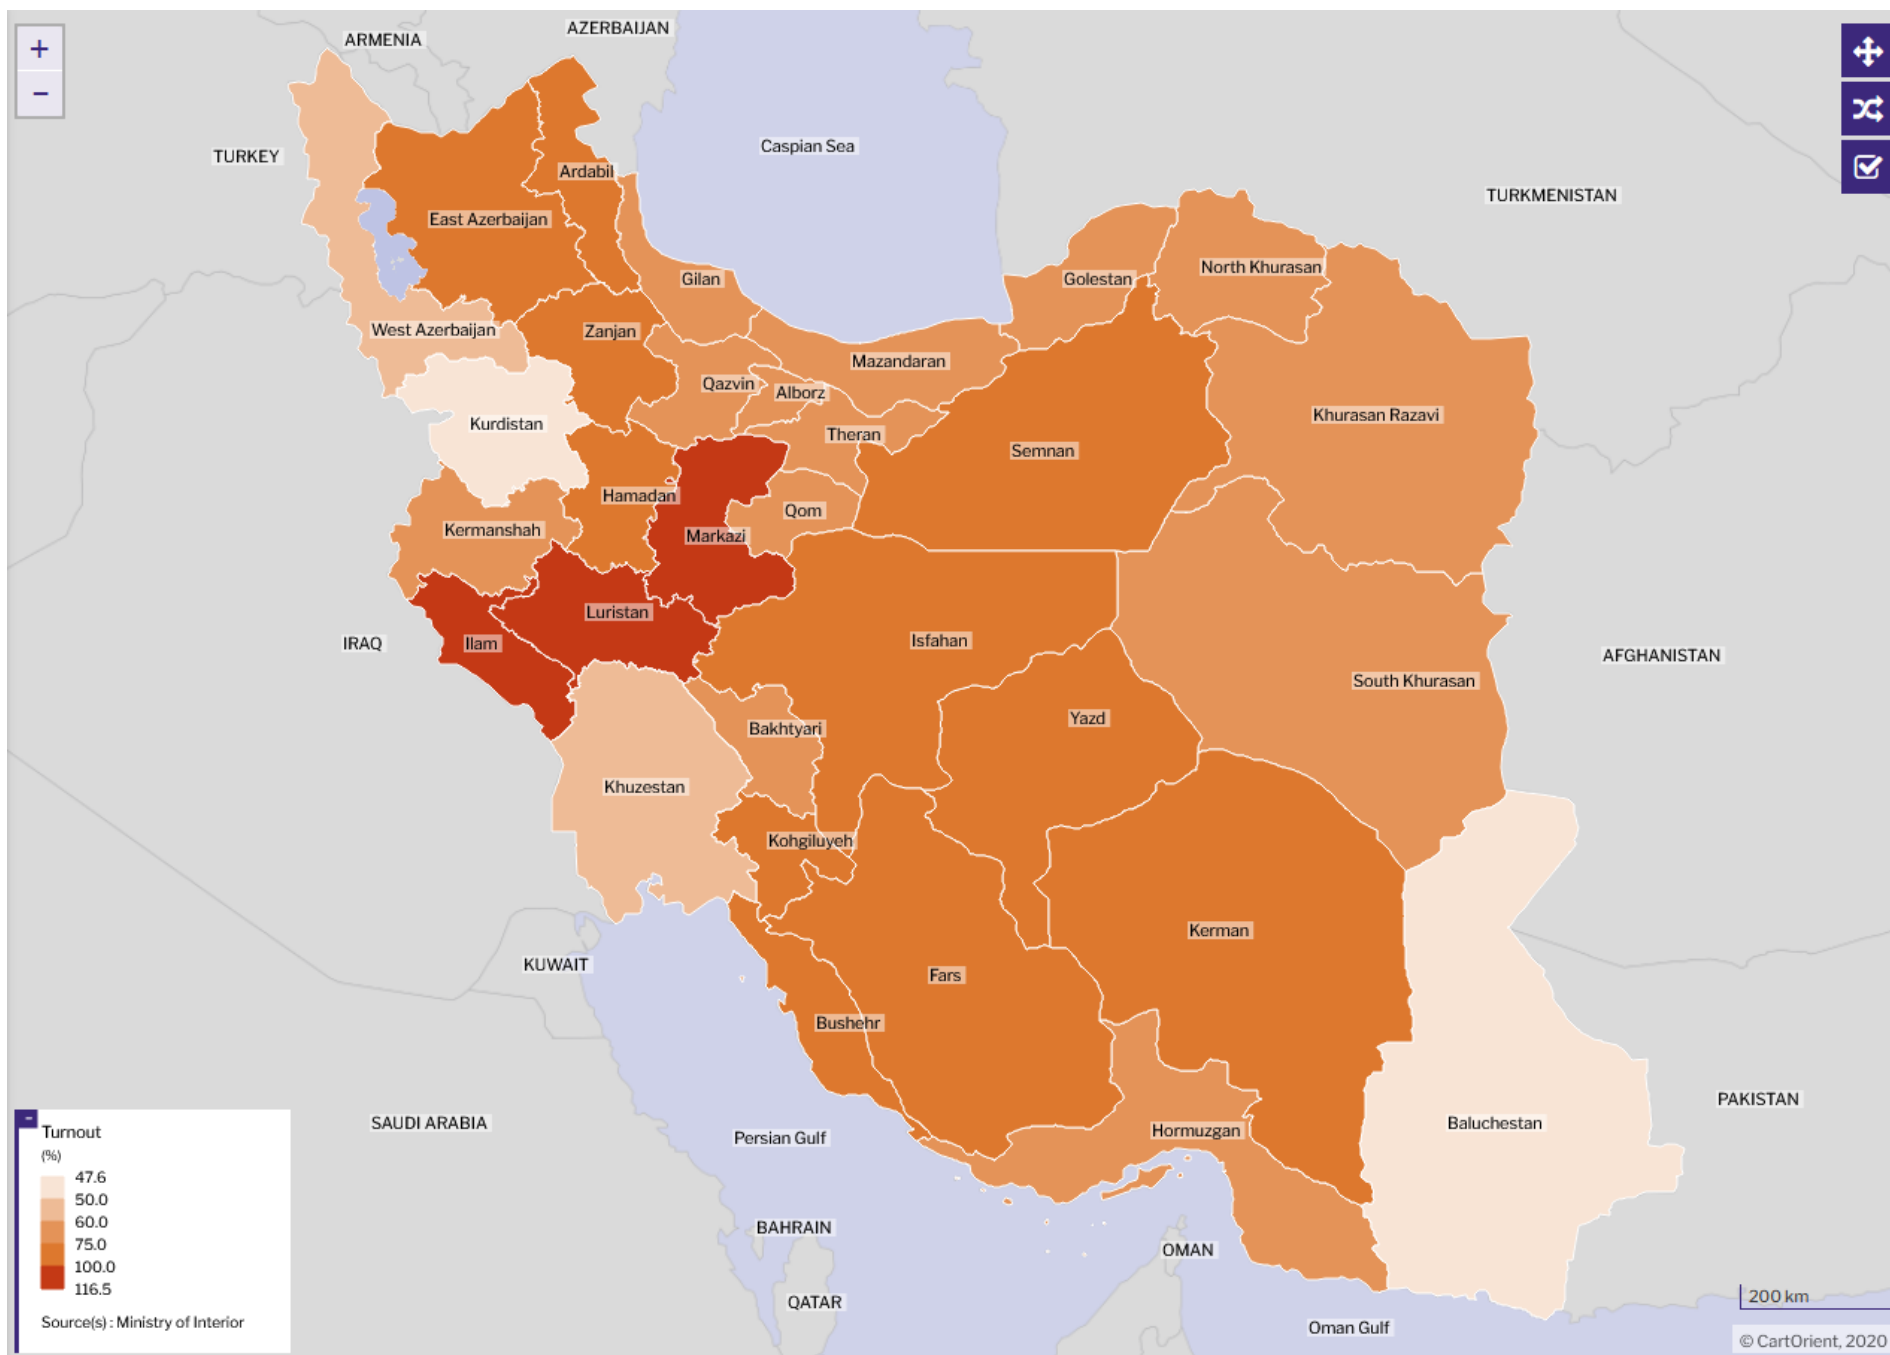 +
−
ARMENIA
AZERBAIJAN
TURKEY
Caspian Sea
TURKMENISTAN
Ardabil
East Azerbaijan
Gilan
Golestan
North Khurasan
West Azerbaijan
Zanjan
Mazandaran
Qazvin
Alborz
Kurdistan
Theran
Khurasan Razavi
Semnan
Hamadan
Qom
Kermanshah
Markazi
Luristan
Ilam
IRAQ
Isfahan
AFGHANISTAN
South Khurasan
Yazd
Bakhtyari
Khuzestan
Kohgiluyeh
Kerman
KUWAIT
Fars
Bushehr
PAKISTAN
SAUDI ARABIA
Persian Gulf
Hormuzgan
Baluchestan
BAHRAIN
OMAN
QATAR
Oman Gulf
−
Turnout
(%)
47.6
50.0
60.0
75.0
100.0
116.5
Source(s) : Ministry of Interior
200 km
© CartOrient, 2020